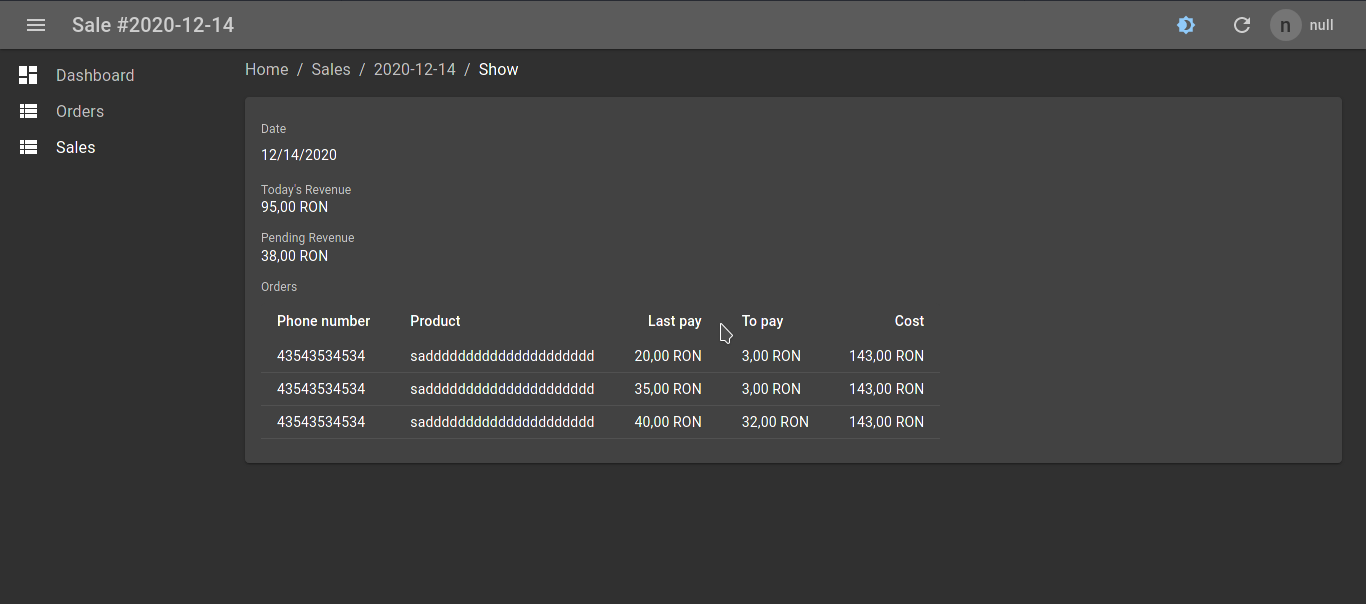 Sale #2020-12-14
n null
Dashboard
Orders
Sales
Home / Sales / 2020-12-14 / Show
Date
12/14/2020
Today's Revenue
95,00 RON
Pending Revenue
38,00 RON
Orders
Phone number Product Last pay To pay Cost
43543534534 saddddddddddddddddddddd 20,00 RON 3,00 RON 143,00 RON
43543534534 saddddddddddddddddddddd 35,00 RON 3,00 RON 143,00 RON
43543534534 saddddddddddddddddddddd 40,00 RON 32,00 RON 143,00 RON